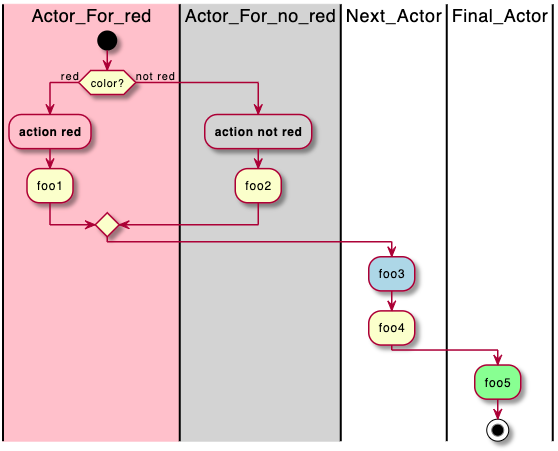 Actor_For_red
Actor_For_no_red
Next_Actor
Final_Actor
red
color?
not red
action red
action not red
foo1
foo2
foo3
foo4
foo5